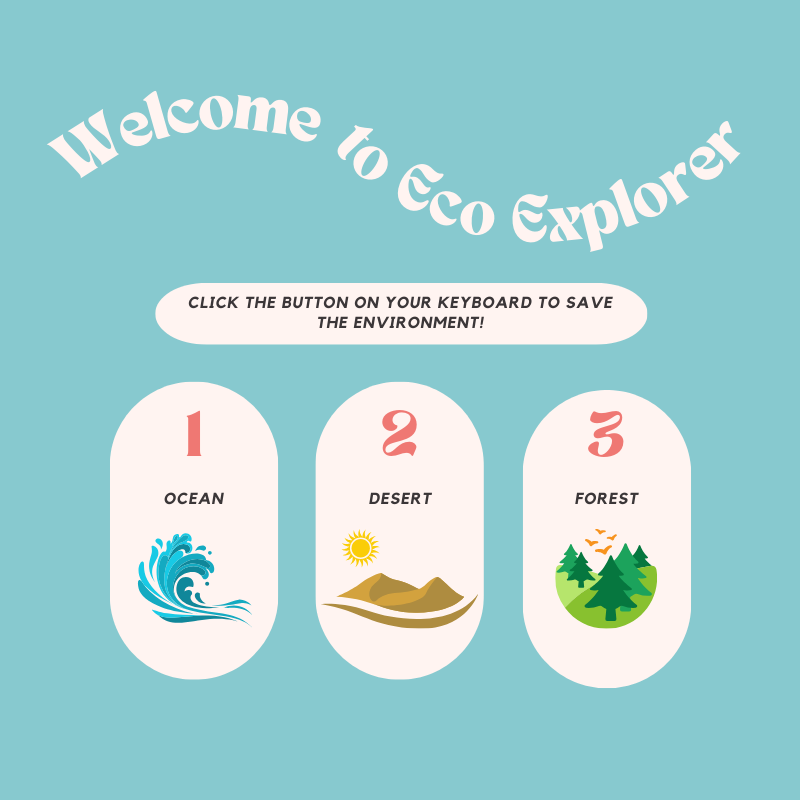 Welcome to Eco Explorer
CLICK THE BUTTON ON YOUR KEYBOARD TO SAVE
THE ENVIRONMENT!
1
OCEAN
2
DESERT
3
FOREST